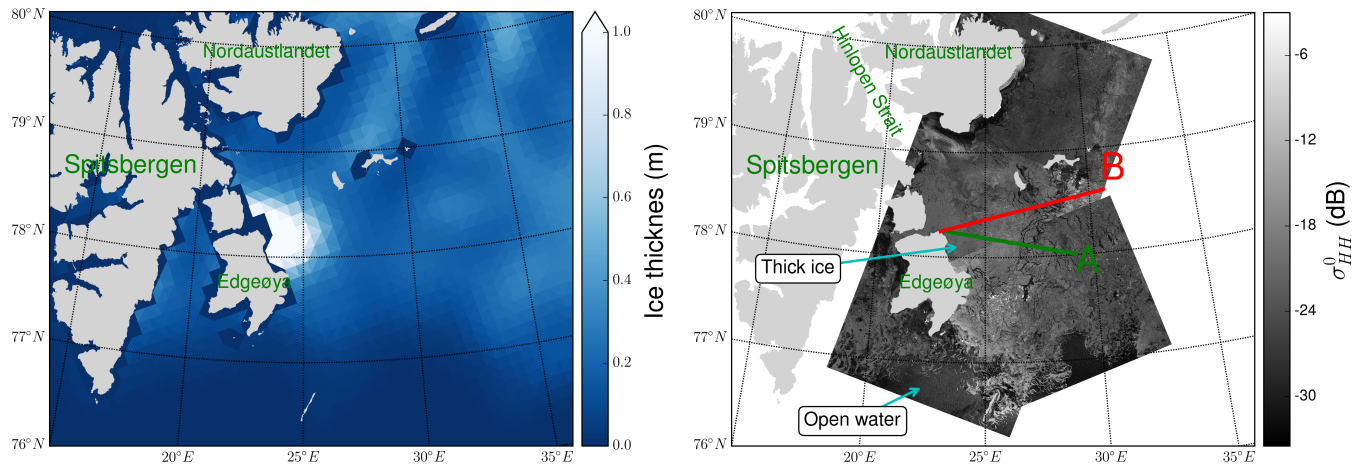 80°N
79°N
78°N
77°N
76°N
20°E
25°E
30°E
35°E
Nordaustlandet
Spitsbergen
Edgeøya
1.0
0.8
0.6
0.4
0.2
0.0
Ice thicknes (m)
80°N
79°N
78°N
77°N
76°N
20°E
25°E
30°E
35°E
Hinlopen Strait
Nordaustlandet
Spitsbergen
B
A
Thick ice
Edgeøya
Open water
-6
-12
-18
-24
-30
σ⁰HH (dB)